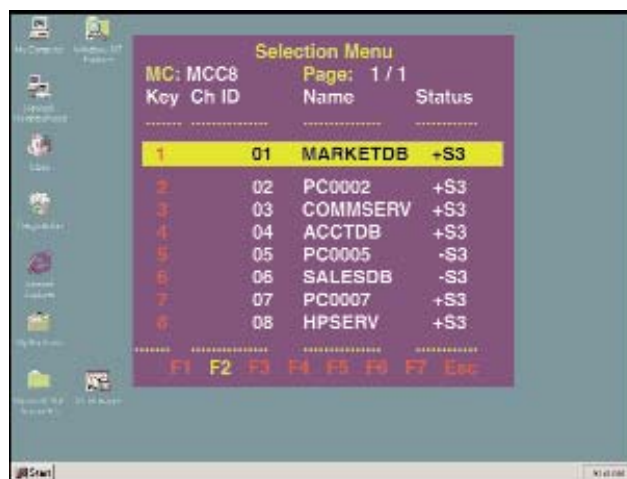 My Computer
Selection Menu
MC: MCC8 Page: 1 / 1
Key Ch ID Name Status
1 01 MARKETDB +S3
2 02 PC0002 +S3
3 03 COMMSERV +S3
4 04 ACCTDB +S3
5 05 PC0005 -S3
6 06 SALESDB -S3
7 07 PC0007 +S3
8 08 HPSERV +S3
F1 F2 F3 F4 F5 F6 F7 Esc
Start